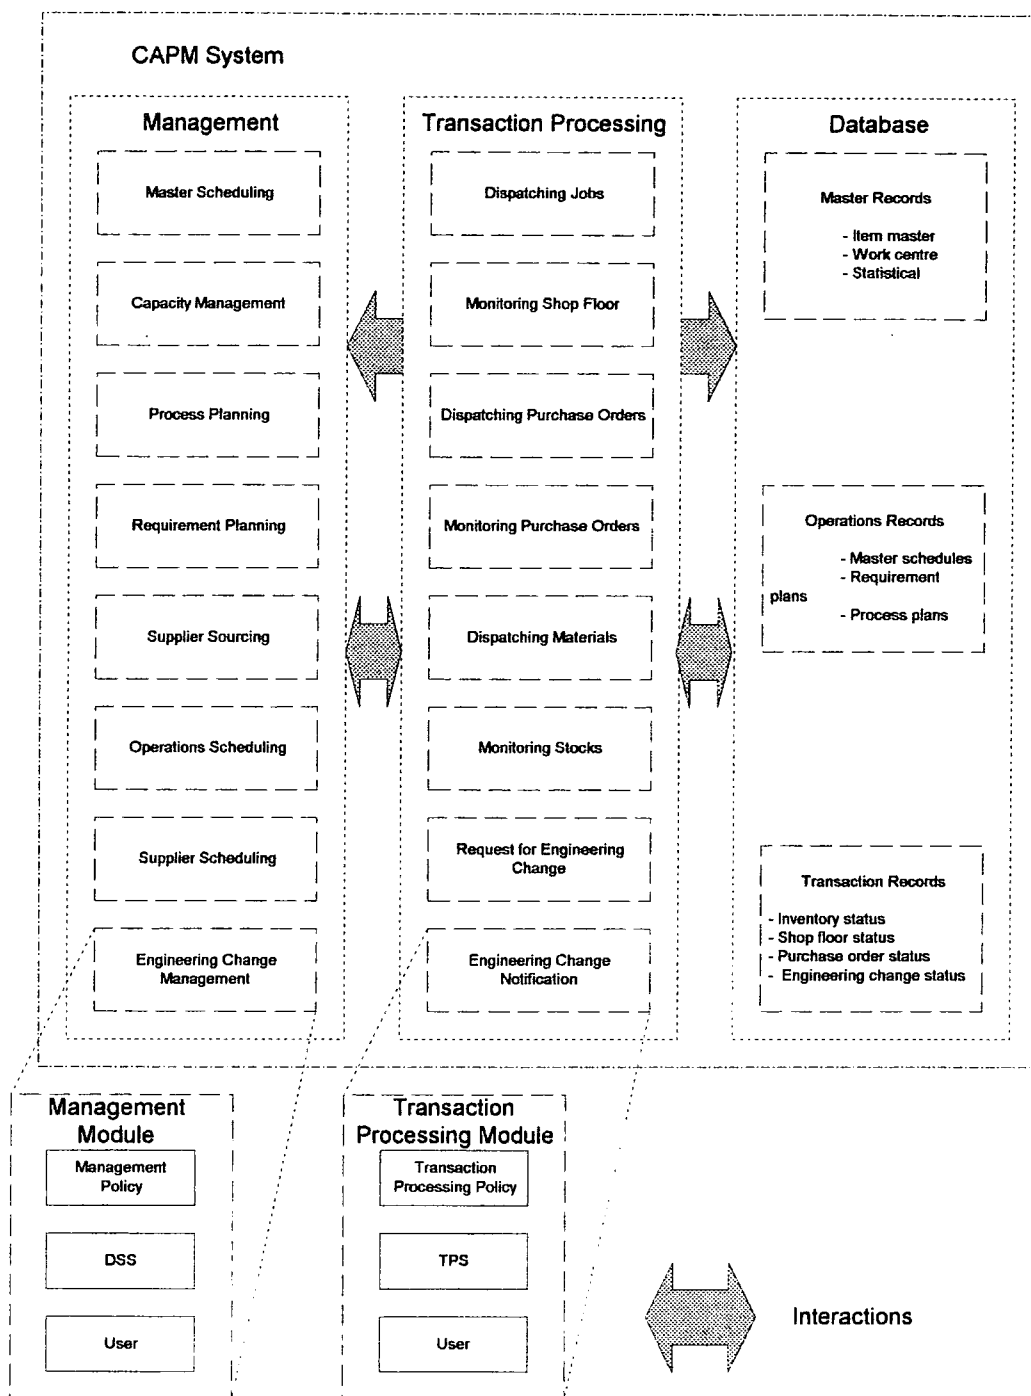 CAPM System
Management
Master Scheduling
Capacity Management
Process Planning
Requirement Planning
Supplier Sourcing
Operations Scheduling
Supplier Scheduling
Engineering Change
Management
Transaction Processing
Dispatching Jobs
Monitoring Shop Floor
Dispatching Purchase Orders
Monitoring Purchase Orders
Dispatching Materials
Monitoring Stocks
Request for Engineering
Change
Engineering Change
Notification
Database
Master Records
- Item master
- Work centre
- Statistical
Operations Records
- Master schedules
- Requirement
plans
- Process plans
Transaction Records
- Inventory status
- Shop floor status
- Purchase order status
- Engineering change status
Management
Module
Management
Policy
DSS
User
Transaction
Processing Module
Transaction
Processing Policy
TPS
User
Interactions